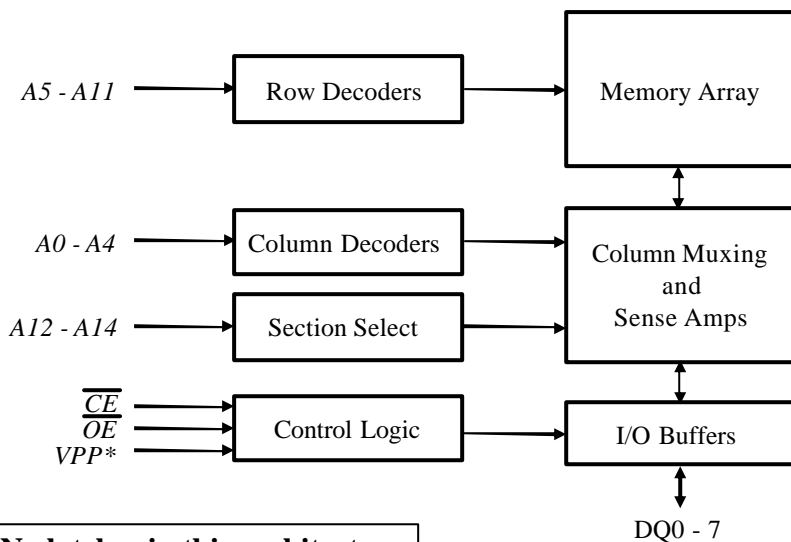 A5 - A11
Row Decoders
Memory Array
A0 - A4
Column Decoders
Column Muxing
and
Sense Amps
A12 - A14
Section Select
CE
OE
VPP*
Control Logic
I/O Buffers
DQ0 - 7